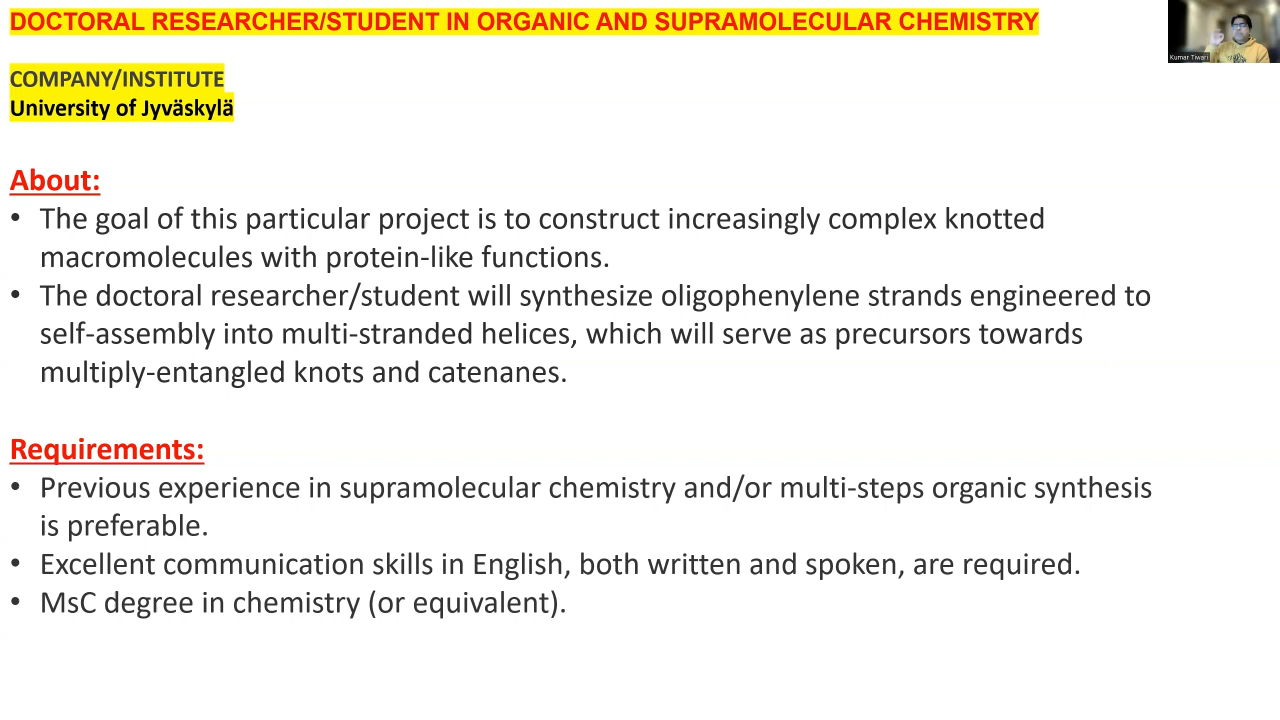 DOCTORAL RESEARCHER/STUDENT IN ORGANIC AND SUPRAMOLECULAR CHEMISTRY
Kumar Tiwari
COMPANY/INSTITUTE
University of Jyväskylä
About:
• The goal of this particular project is to construct increasingly complex knotted
macromolecules with protein-like functions.
• The doctoral researcher/student will synthesize oligophenylene strands engineered to
self-assembly into multi-stranded helices, which will serve as precursors towards
multiply-entangled knots and catenanes.
Requirements:
• Previous experience in supramolecular chemistry and/or multi-steps organic synthesis
is preferable.
• Excellent communication skills in English, both written and spoken, are required.
• MsC degree in chemistry (or equivalent).